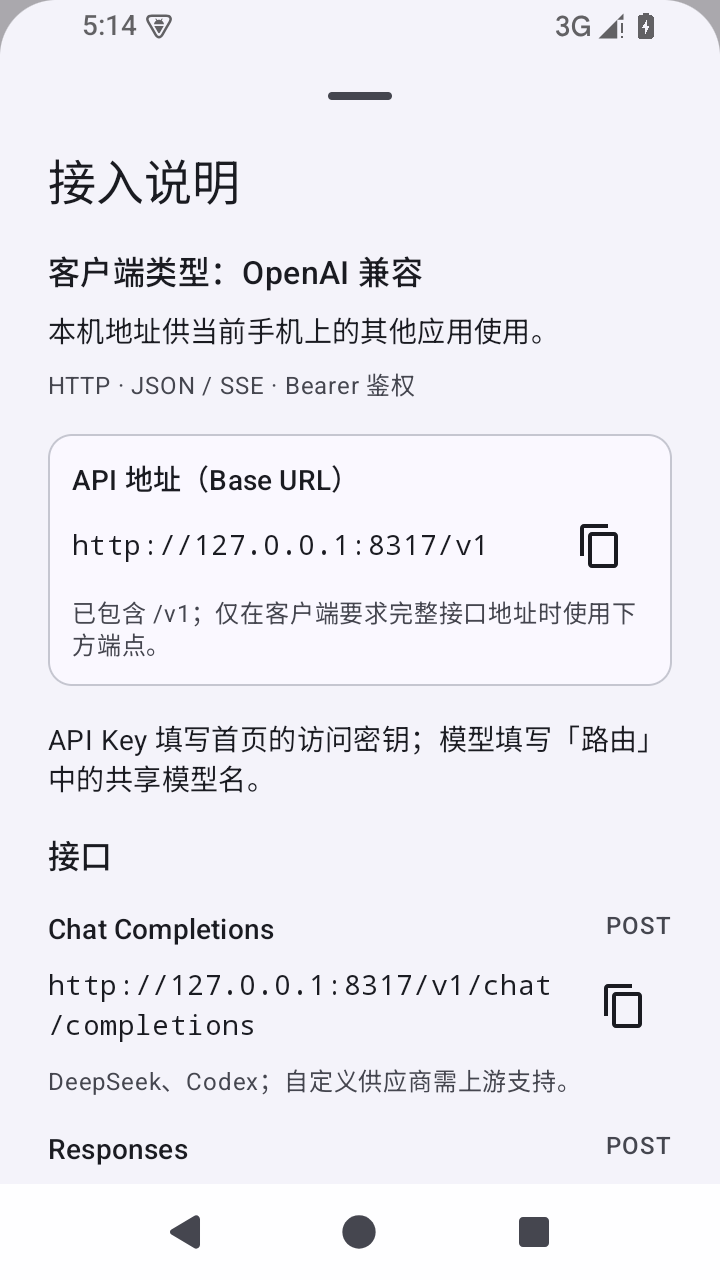 5:14
3G
接入说明
客户端类型：OpenAI 兼容
本机地址供当前手机上的其他应用使用。
HTTP · JSON / SSE · Bearer 鉴权
API 地址（Base URL）
http://127.0.0.1:8317/v1
已包含 /v1；仅在客户端要求完整接口地址时使用下
方端点。
API Key 填写首页的访问密钥；模型填写「路由」
中的共享模型名。
接口
Chat Completions
POST
http://127.0.0.1:8317/v1/chat
/completions
DeepSeek、Codex；自定义供应商需上游支持。
Responses
POST